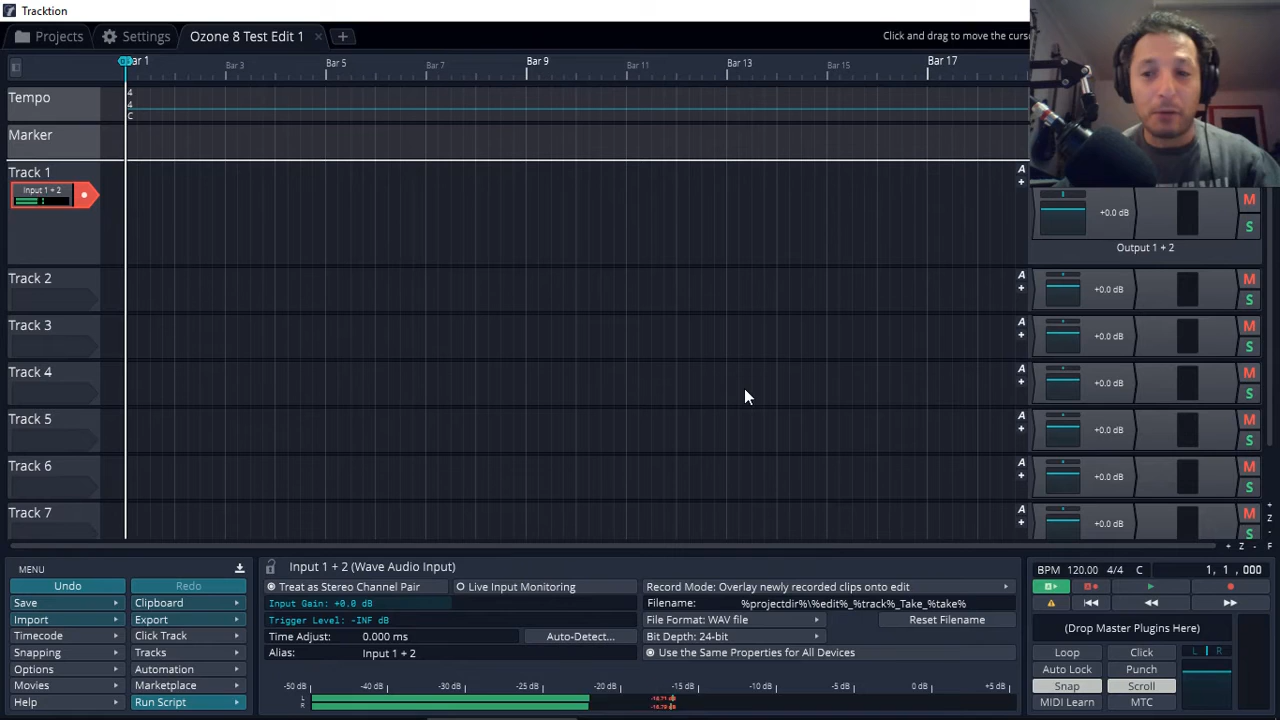 Tracktion
Projects
Settings
Ozone 8 Test Edit 1
Click and drag to move the curs
Bar 1
Bar 3
Bar 5
Bar 7
Bar 9
Bar 11
Bar 13
Bar 15
Bar 17
Tempo
4
4
C
Marker
Track 1
Input 1 + 2
A
+
+0.0 dB
M
S
Output 1 + 2
Track 2
A
+
+0.0 dB
M
S
Track 3
A
+
+0.0 dB
M
S
Track 4
A
+
+0.0 dB
M
S
Track 5
A
+
+0.0 dB
M
S
Track 6
A
+
+0.0 dB
M
S
Track 7
A
+
+0.0 dB
M
S
+ Z - F
MENU
Undo
Redo
Save
Clipboard
Import
Export
Timecode
Click Track
Snapping
Tracks
Options
Automation
Movies
Marketplace
Help
Run Script
Input 1 + 2 (Wave Audio Input)
Treat as Stereo Channel Pair
Live Input Monitoring
Input Gain: +0.0 dB
Trigger Level: -INF dB
Time Adjust:
0.000 ms
Auto-Detect...
Alias:
Input 1 + 2
Record Mode: Overlay newly recorded clips onto edit
Filename:
%projectdir%\%edit%_%track%_Take_%take%
File Format: WAV file
Reset Filename
Bit Depth: 24-bit
Use the Same Properties for All Devices
-50 dB
-40 dB
-30 dB
-25 dB
-20 dB
-15 dB
-10 dB
-5 dB
0 dB
+5 dB
L
R
BPM 120.00
4/4
C
1, 1, 000
(Drop Master Plugins Here)
Loop
Click
Auto Lock
Punch
Snap
Scroll
MIDI Learn
MTC
L
R